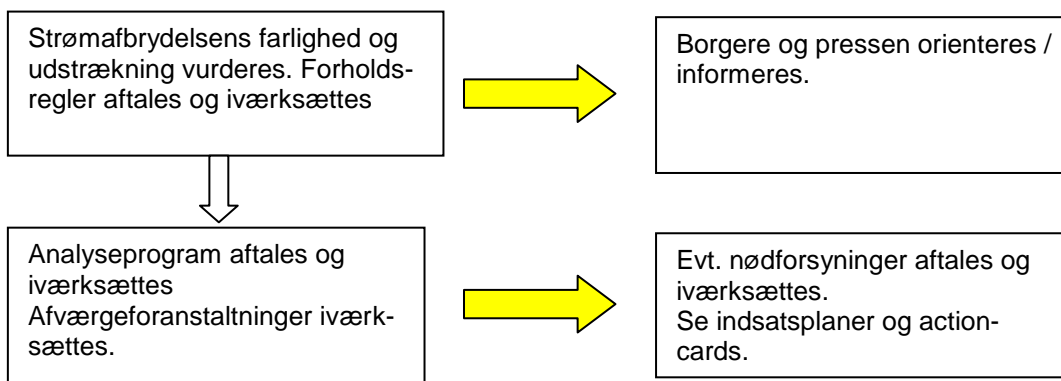 Strømafbrydelsens farlighed og
udstrækning vurderes. Forholds-
regler aftales og iværksættes
Borgere og pressen orienteres /
informeres.
Analyseprogram aftales og
iværksættes
Afværgeforanstaltninger iværk-
sættes.
Evt. nødforsyninger aftales og
iværksættes.
Se indsatsplaner og action-
cards.